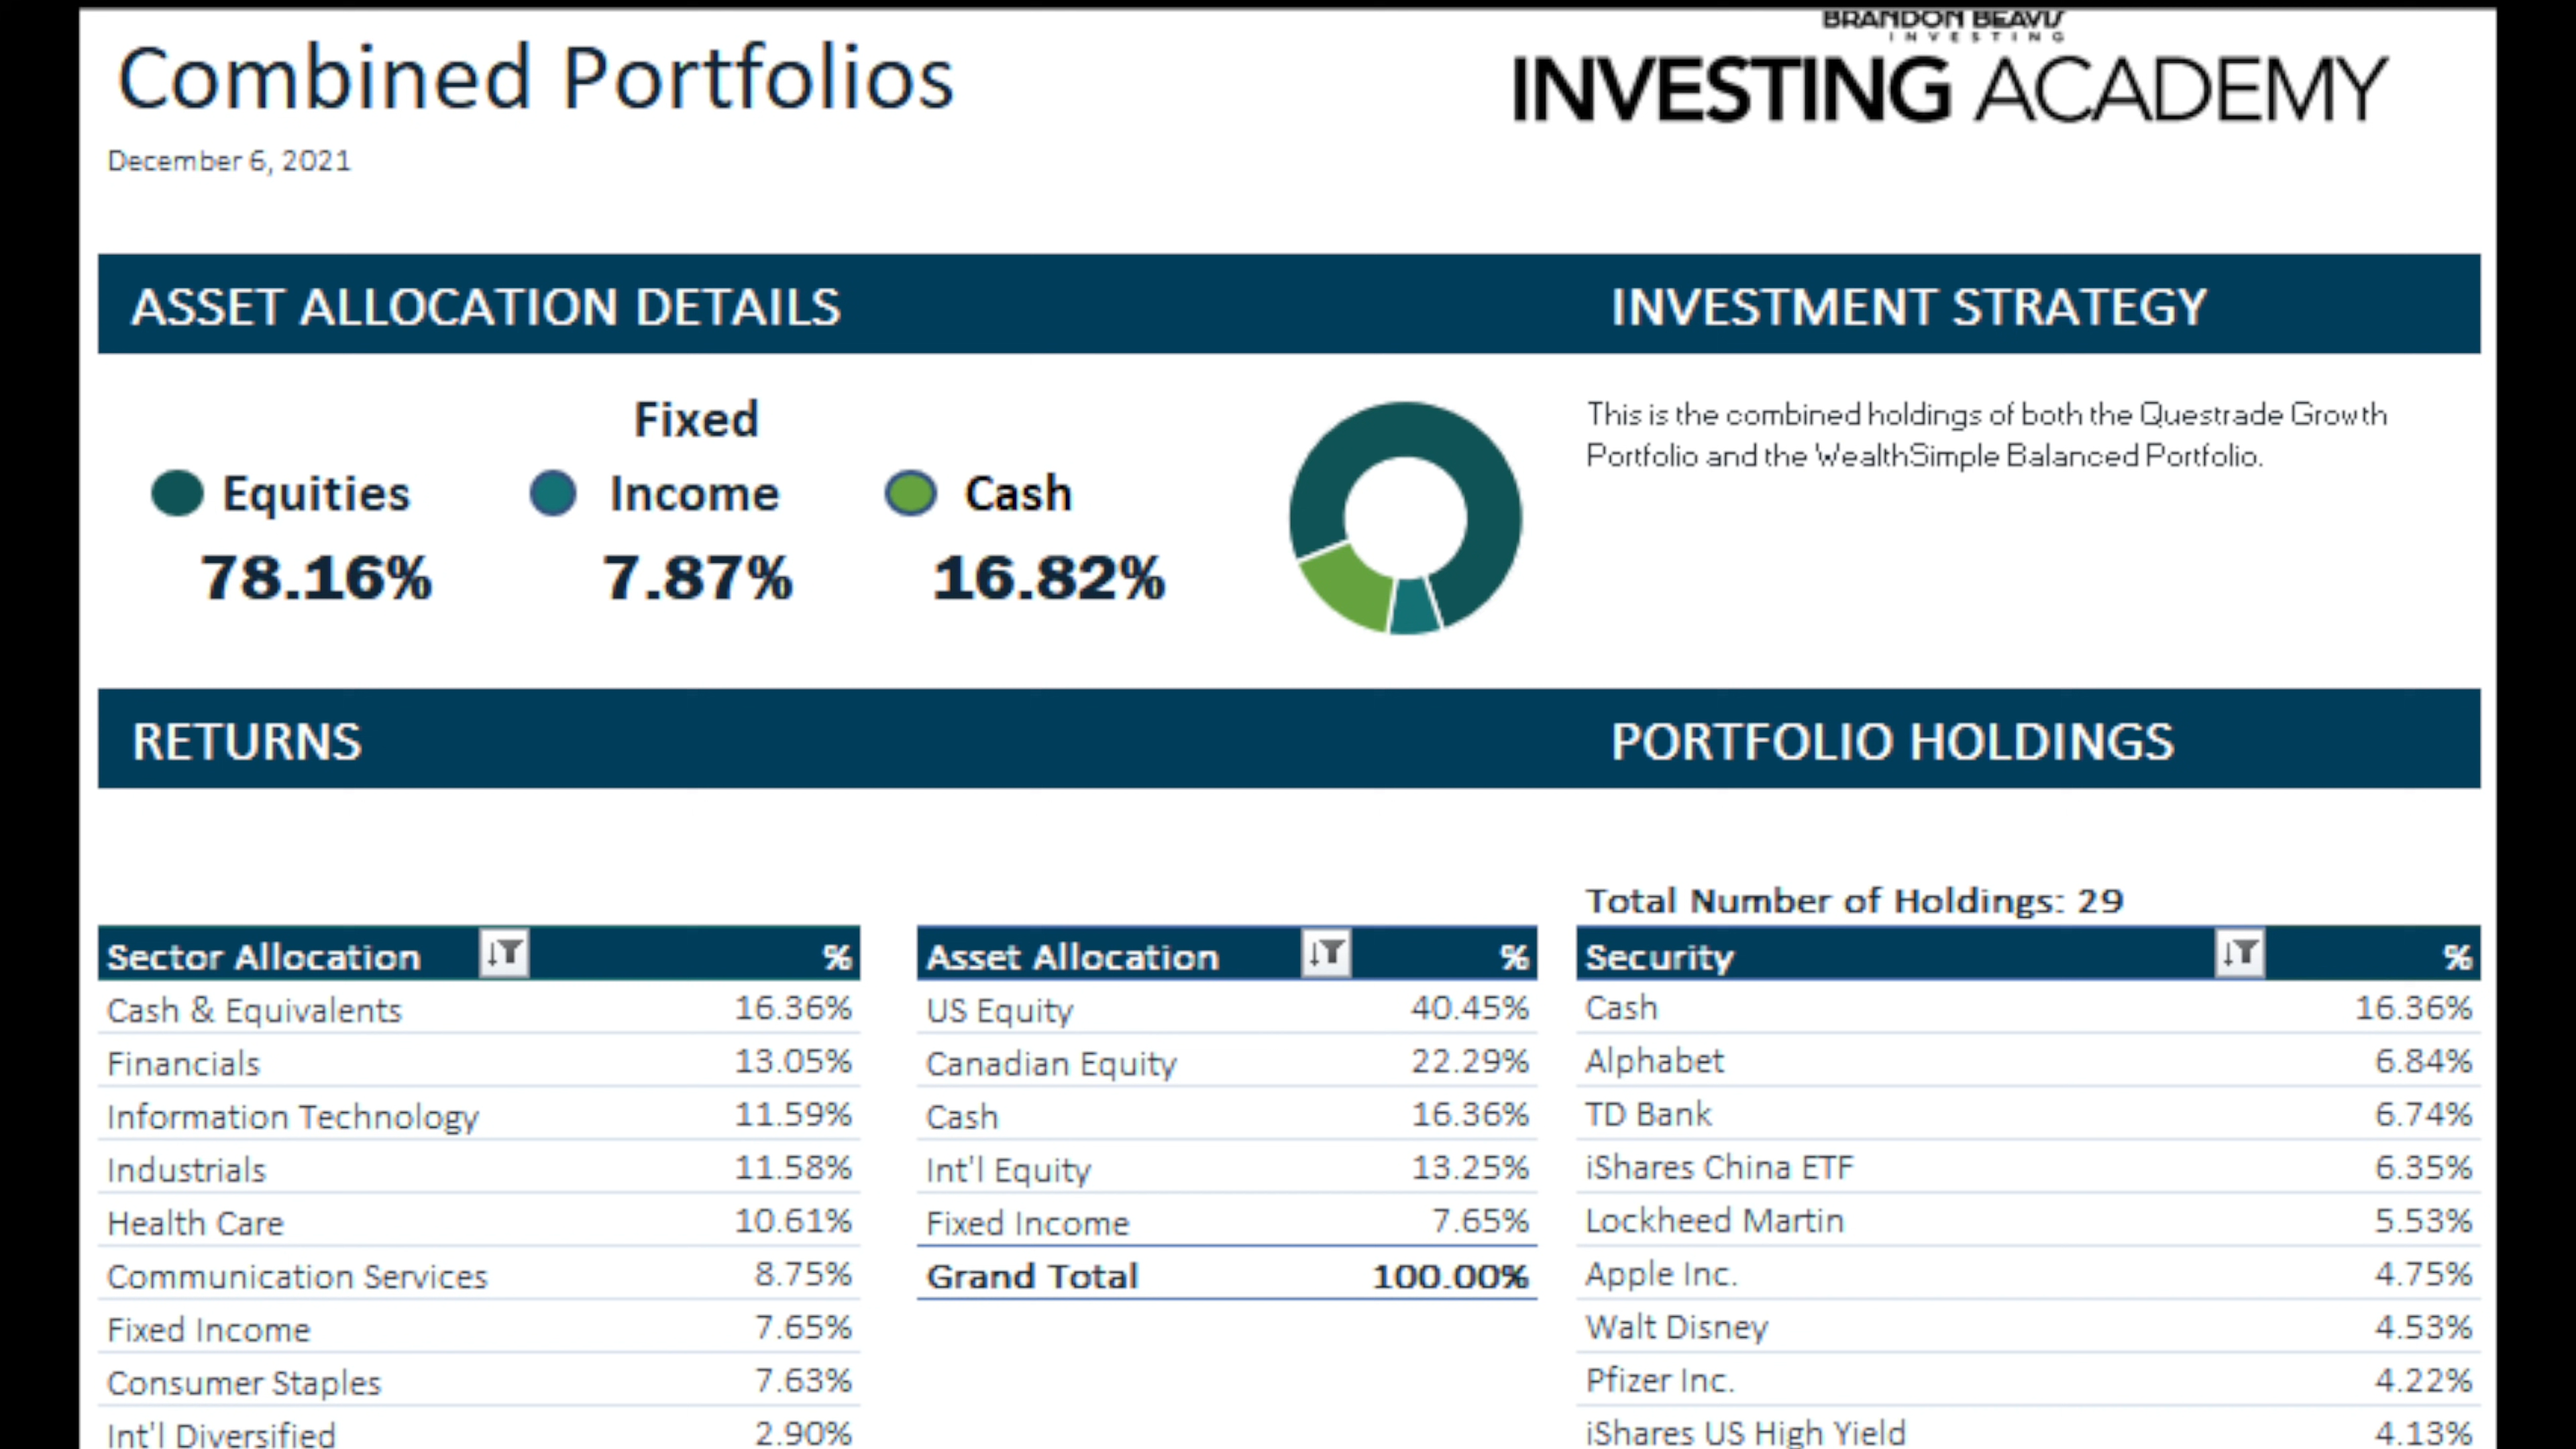 BRANDON BEAVIS
INVESTING
INVESTING ACADEMY
Combined Portfolios
December 6, 2021
ASSET ALLOCATION DETAILS
INVESTMENT STRATEGY
Fixed
Equities
Income
Cash
78.16%
7.87%
16.82%
This is the combined holdings of both the Questrade Growth
Portfolio and the WealthSimple Balanced Portfolio.
RETURNS
PORTFOLIO HOLDINGS
Sector Allocation %
Cash & Equivalents 16.36%
Financials 13.05%
Information Technology 11.59%
Industrials 11.58%
Health Care 10.61%
Communication Services 8.75%
Fixed Income 7.65%
Consumer Staples 7.63%
Int'l Diversified 2.90%
Asset Allocation %
US Equity 40.45%
Canadian Equity 22.29%
Cash 16.36%
Int'l Equity 13.25%
Fixed Income 7.65%
Grand Total 100.00%
Total Number of Holdings: 29
Security %
Cash 16.36%
Alphabet 6.84%
TD Bank 6.74%
iShares China ETF 6.35%
Lockheed Martin 5.53%
Apple Inc. 4.75%
Walt Disney 4.53%
Pfizer Inc. 4.22%
iShares US High Yield 4.13%